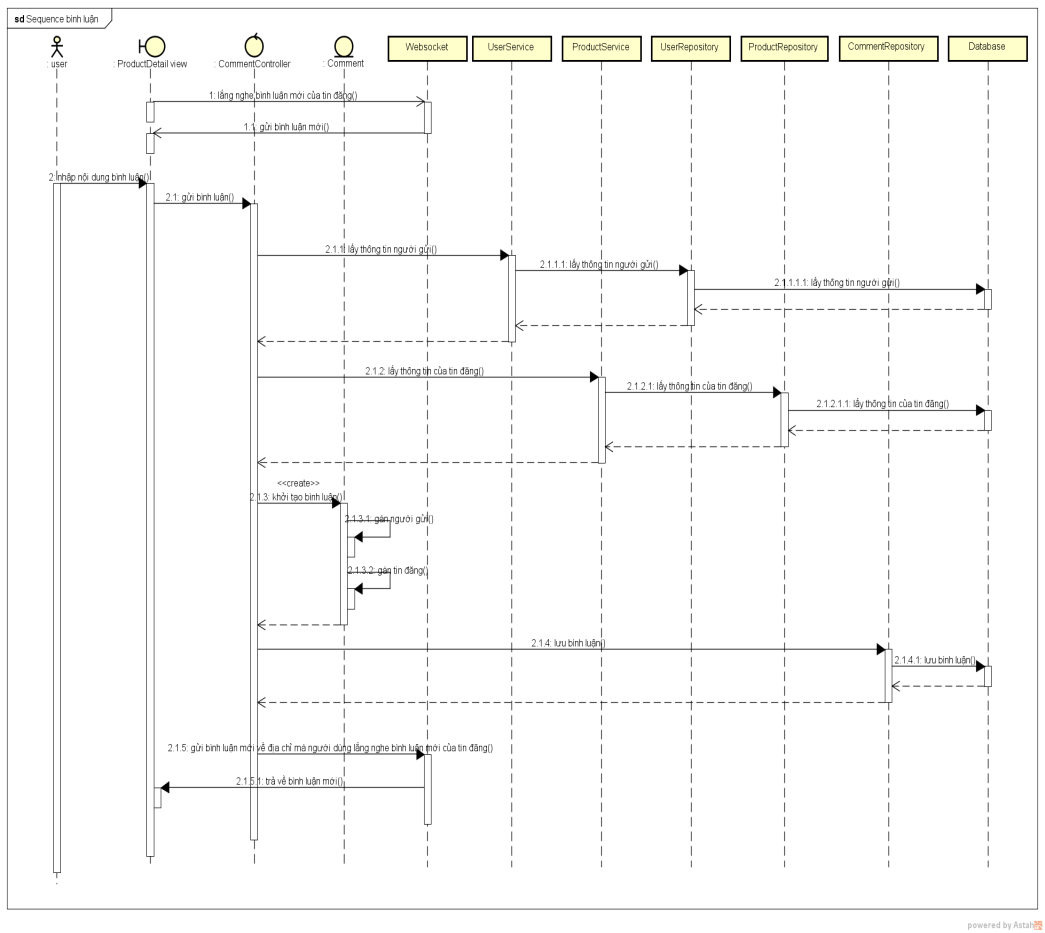 sd Sequence bình luận
: user
: ProductDetail view
: CommentController
: Comment
Websocket
UserService
ProductService
UserRepository
ProductRepository
CommentRepository
Database
1: lắng nghe bình luận mới của tin đăng()
1.1: gửi bình luận mới()
2: nhập nội dung bình luận()
2.1: gửi bình luận()
2.1.1: lấy thông tin người gửi()
2.1.1.1: lấy thông tin người gửi()
2.1.1.1.1: lấy thông tin người gửi()
2.1.2: lấy thông tin của tin đăng()
2.1.2.1: lấy thông tin của tin đăng()
2.1.2.1.1: lấy thông tin của tin đăng()
<<create>>
2.1.3: khởi tạo bình luận()
2.1.3.1: gán người gửi()
2.1.3.2: gán tin đăng()
2.1.4: lưu bình luận()
2.1.4.1: lưu bình luận()
2.1.5: gửi bình luận mới về địa chỉ mà người dùng lắng nghe bình luận mới của tin đăng()
2.1.5.1: trả về bình luận mới()
powered by Astah